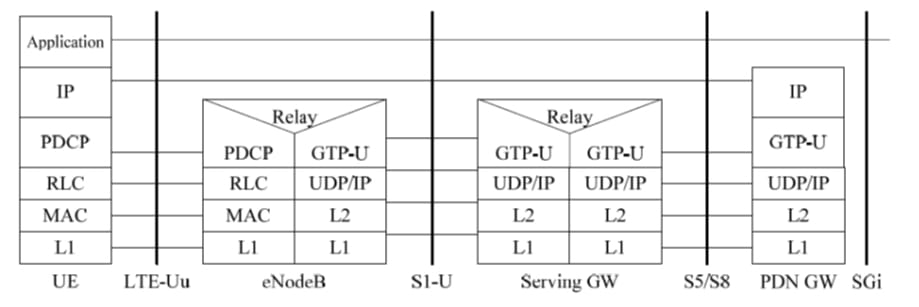 Application
IP IP
Relay Relay
PDCP PDCP GTP-U GTP-U GTP-U GTP-U
RLC RLC UDP/IP UDP/IP UDP/IP UDP/IP
MAC MAC L2 L2 L2 L2
L1 L1 L1 L1 L1 L1
UE LTE-Uu eNodeB S1-U Serving GW S5/S8 PDN GW SGi